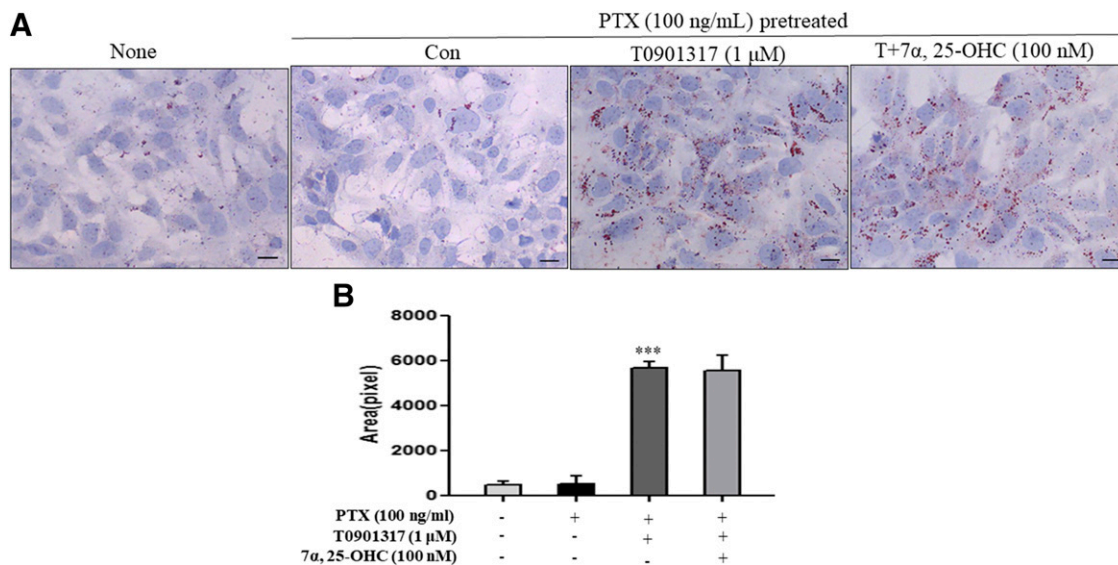 A
PTX (100 ng/mL) pretreated
None Con T0901317 (1 μM) T+7α, 25-OHC (100 nM)
B
8000
6000
4000
2000
0
Area(pixel)
***
PTX (100 ng/ml) - + + +
T0901317 (1 μM) - - + +
7α, 25-OHC (100 nM) - - - +